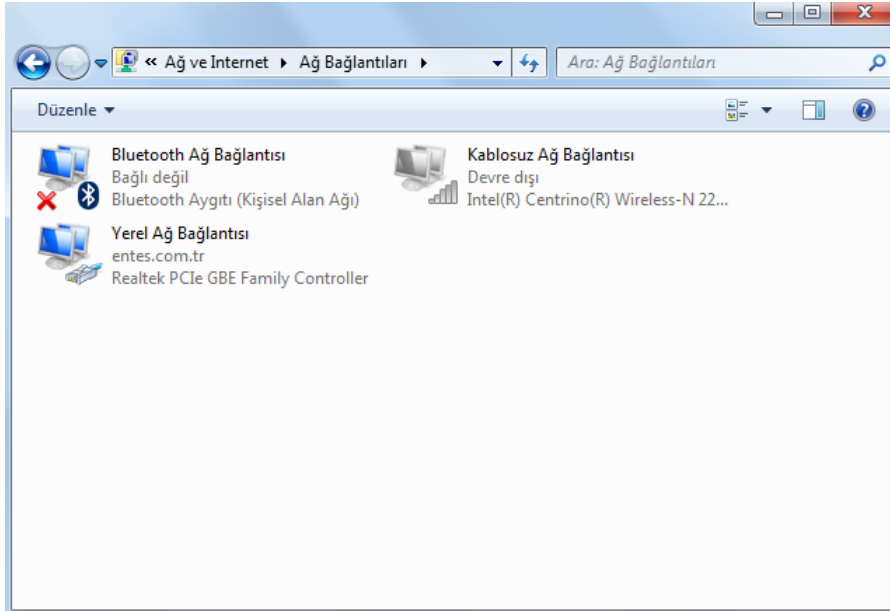 « Ağ ve Internet ▸ Ağ Bağlantıları ▸
Ara: Ağ Bağlantıları
Düzenle
Bluetooth Ağ Bağlantısı
Bağlı değil
Bluetooth Aygıtı (Kişisel Alan Ağı)
Kablosuz Ağ Bağlantısı
Devre dışı
Intel(R) Centrino(R) Wireless-N 22...
Yerel Ağ Bağlantısı
entes.com.tr
Realtek PCIe GBE Family Controller